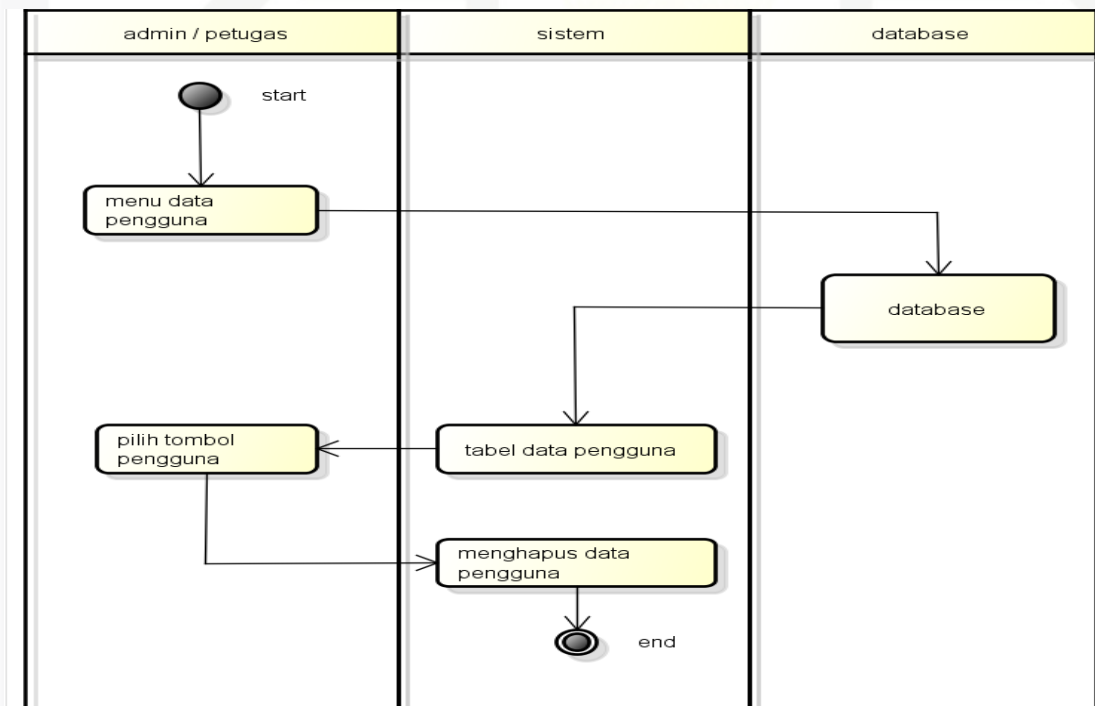 admin / petugas
sistem
database
start
menu data
pengguna
database
tabel data pengguna
pilih tombol
pengguna
menghapus data
pengguna
end